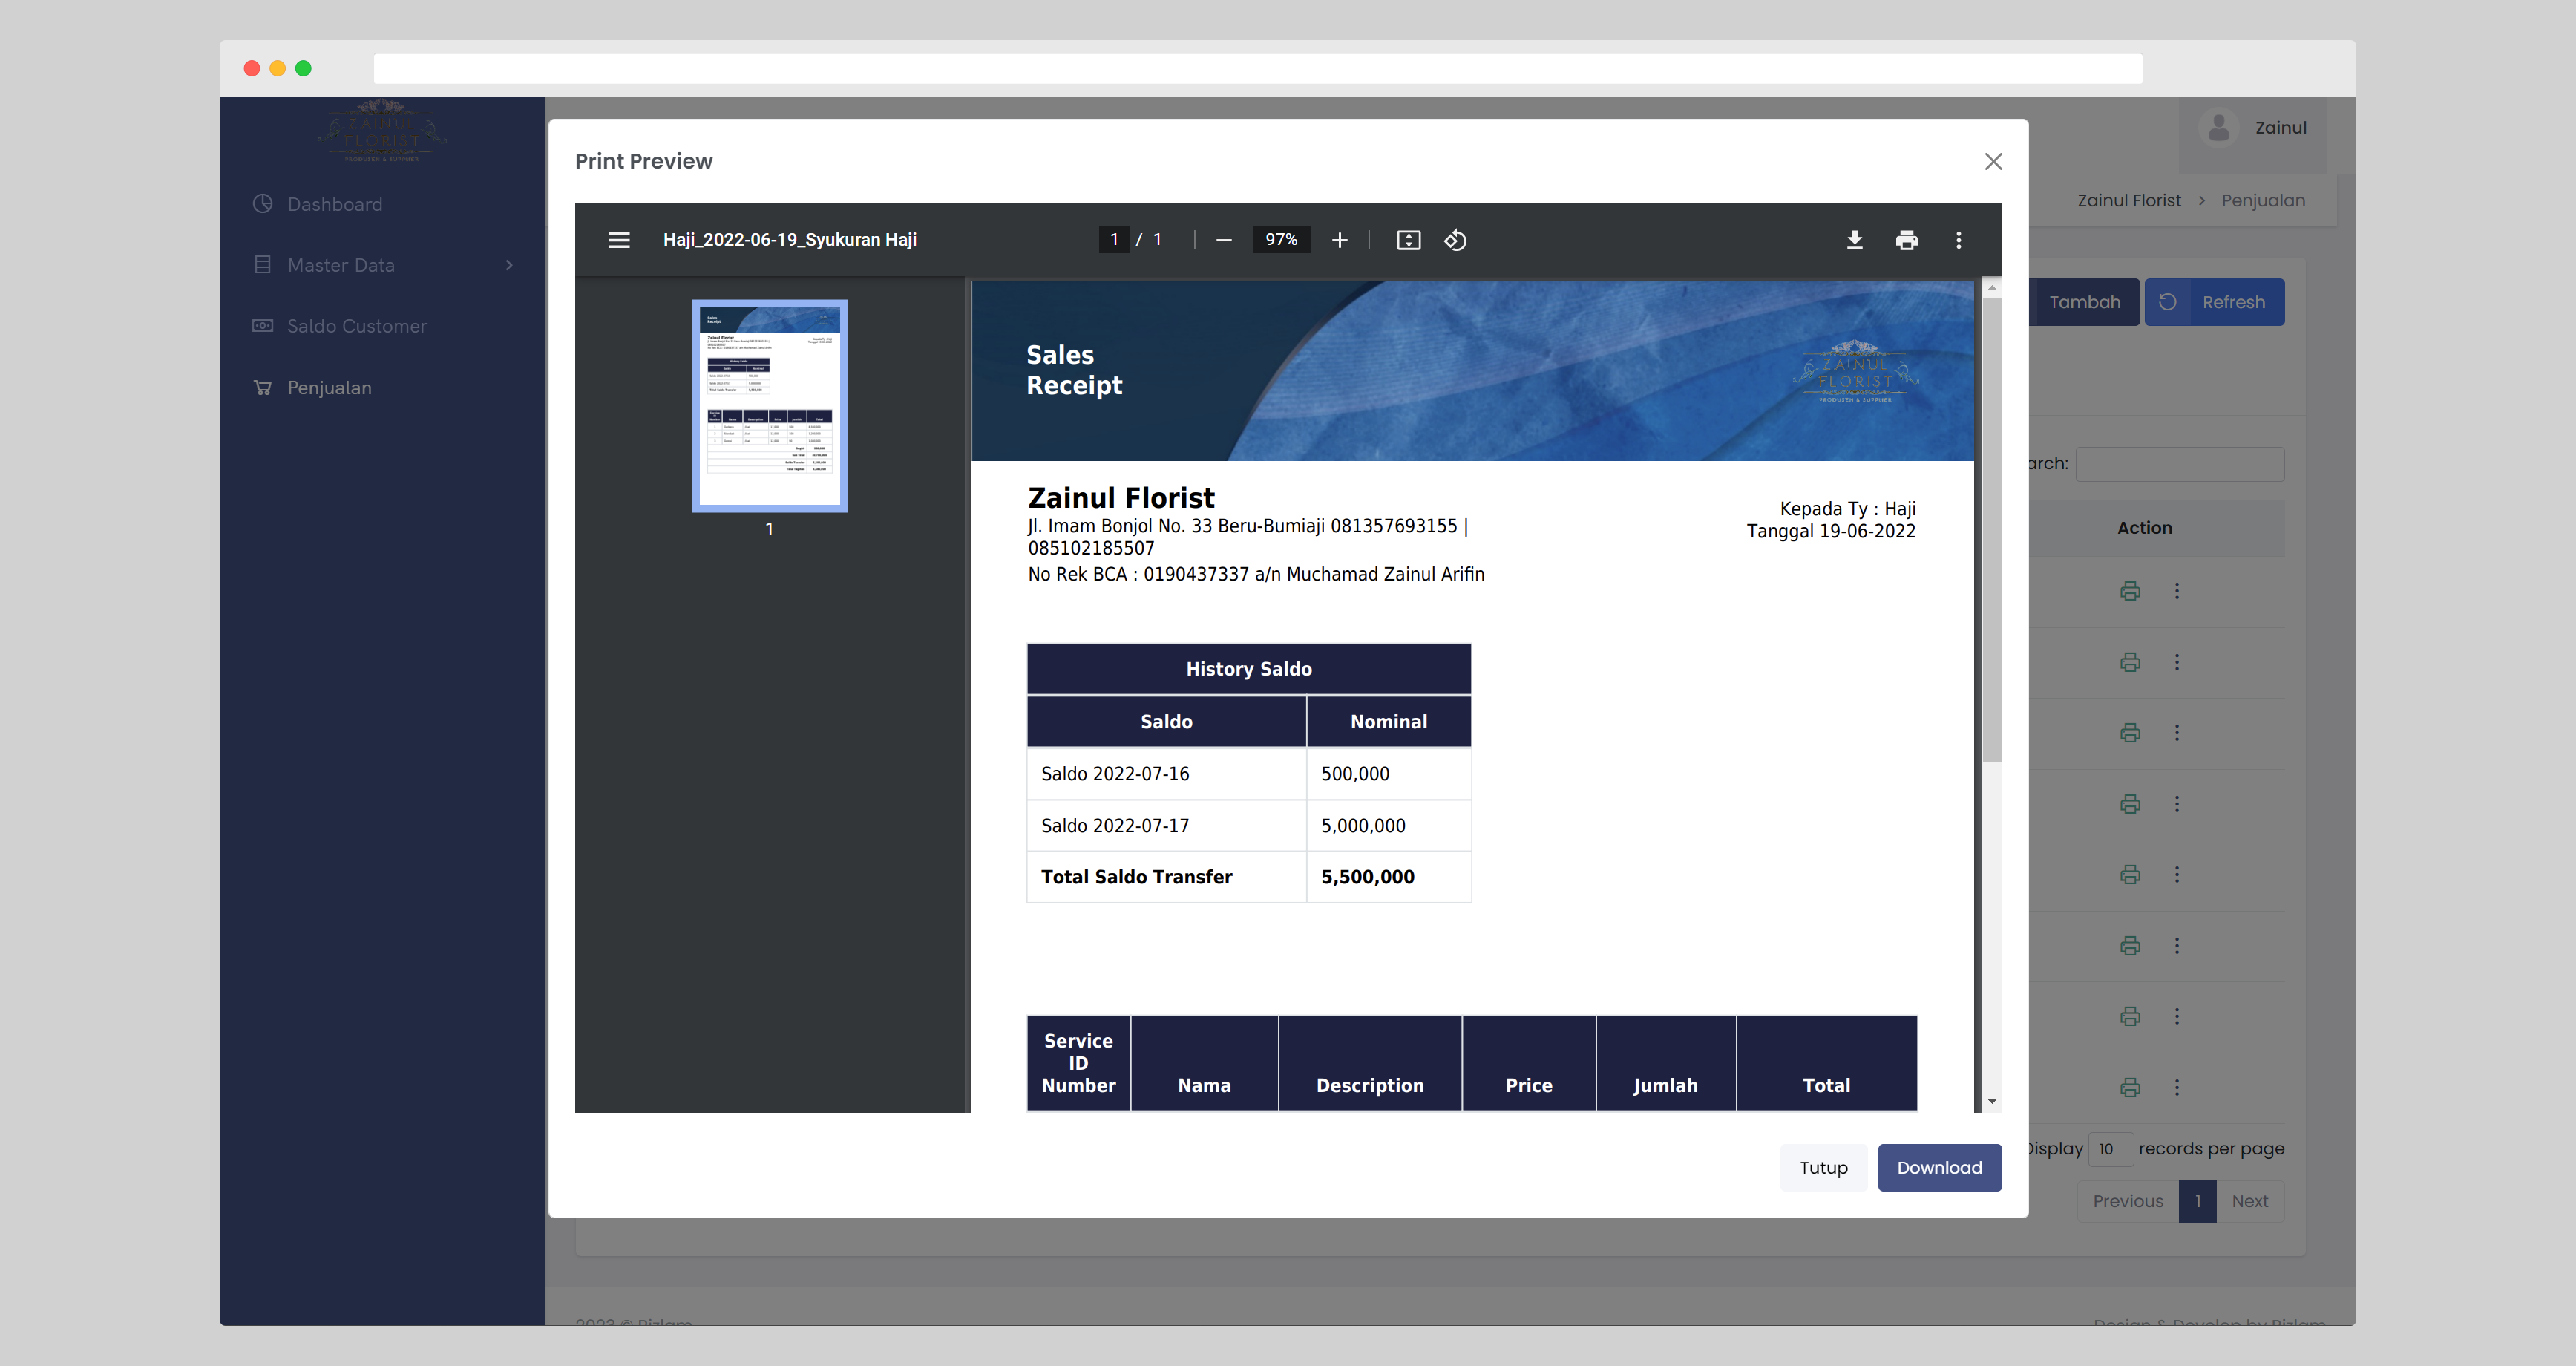 ZAINUL
FLORIST
PRODUSEN & SUPPLIER
Dashboard
Master Data
Saldo Customer
Penjualan
Zainul
Zainul Florist > Penjualan
Tambah
Refresh
arch:
Action
Print Preview
Haji_2022-06-19_Syukuran Haji
1 / 1
97%
1
Sales
Receipt
ZAINUL
FLORIST
PRODUSEN & SUPPLIER
Zainul Florist
Jl. Imam Bonjol No. 33 Beru-Bumiaji 081357693155 |
085102185507
No Rek BCA : 0190437337 a/n Muchamad Zainul Arifin
Kepada Ty : Haji
Tanggal 19-06-2022
History Saldo
Saldo Nominal
Saldo 2022-07-16 500,000
Saldo 2022-07-17 5,000,000
Total Saldo Transfer 5,500,000
Service
ID
Number Nama Description Price Jumlah Total
Tutup
Download
Display 10 records per page
Previous 1 Next
2023 © Rizlam
Design & Develop by Rizlam